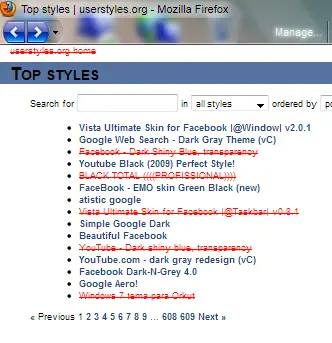 Top styles | userstyles.org - Mozilla Firefox
Manage...
userstyles.org home
TOP STYLES
Search for in all styles ordered by po
Vista Ultimate Skin for Facebook |@Window| v2.0.1
Google Web Search - Dark Gray Theme (vC)
Facebook - Dark Shiny Blue, transparency
Youtube Black (2009) Perfect Style!
BLACK TOTAL ((((PROFISSIONAL))))
FaceBook - EMO skin Green Black (new)
atistic google
Vista Ultimate Skin for Facebook |@Taskbar| v0.8.1
Simple Google Dark
Beautiful Facebook
YouTube - Dark shiny blue, transparency
YouTube.com - dark gray redesign (vC)
Facebook Dark-N-Grey 4.0
Google Aero!
Windows 7 tema para Orkut
« Previous 1 2 3 4 5 6 7 8 9 ... 608 609 Next »